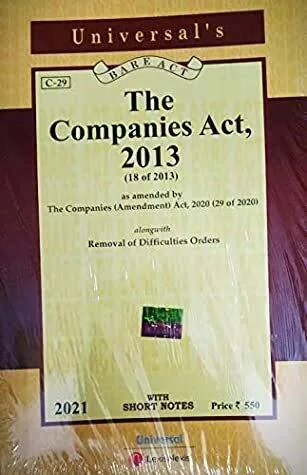 Universal's
BARE ACT
C-29
The
Companies Act,
2013
(18 of 2013)
as amended by
The Companies (Amendment) Act, 2020 (29 of 2020)
alongwith
Removal of Difficulties Orders
2021
WITH
SHORT NOTES
Price ₹ 550
Universal
LexisNexis